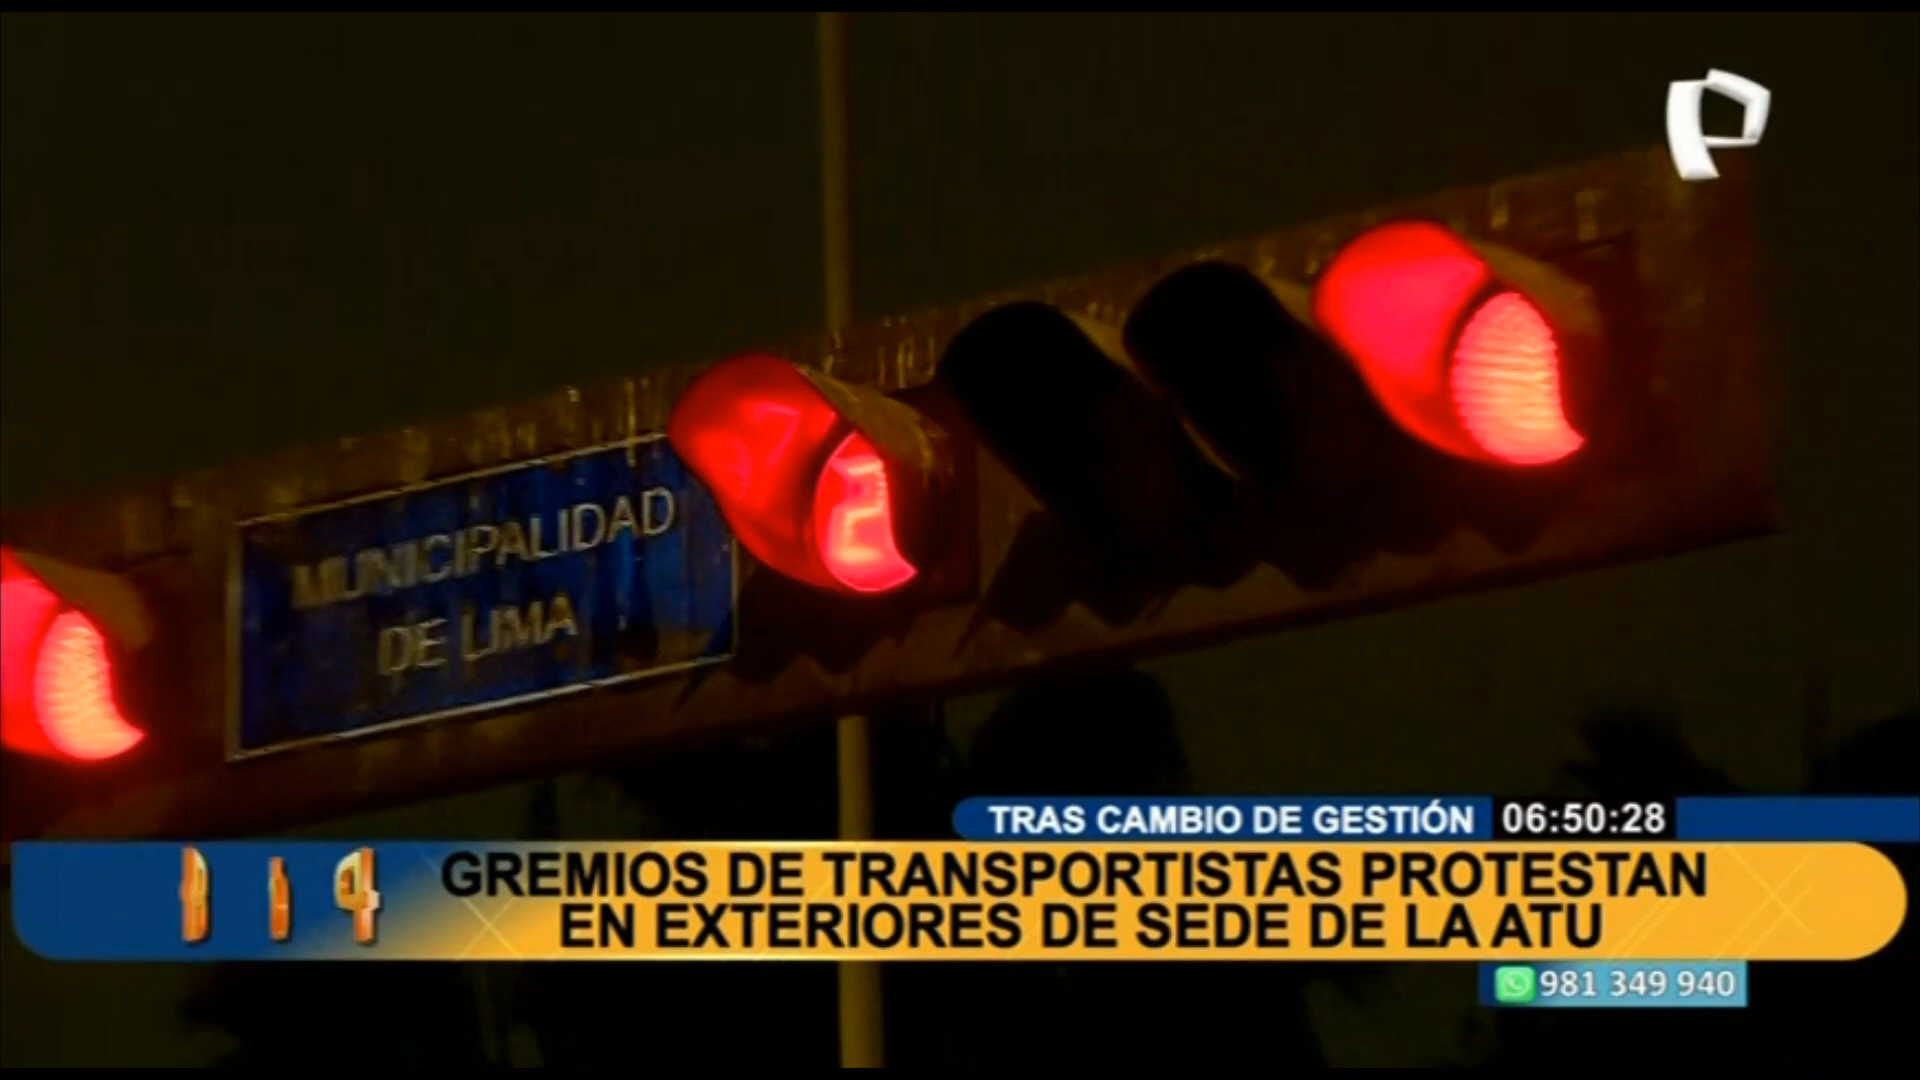 MUNICIPALIDAD
DE LIMA
2
TRAS CAMBIO DE GESTIÓN 06:50:28
GREMIOS DE TRANSPORTISTAS PROTESTAN
EN EXTERIORES DE SEDE DE LA ATU
981 349 940